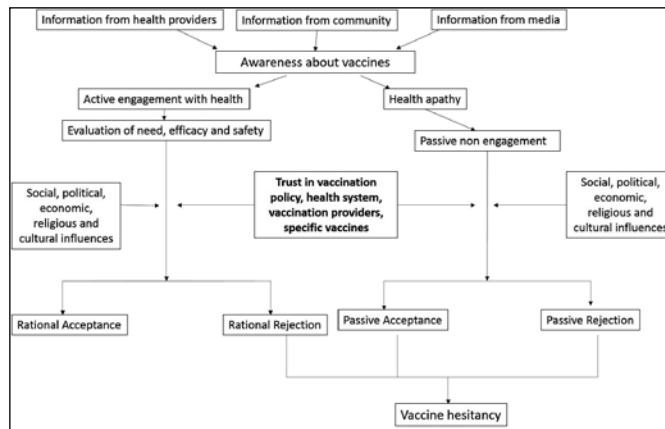 Information from health providers
Information from community
Information from media
Awareness about vaccines
Active engagement with health
Health apathy
Evaluation of need, efficacy and safety
Passive non engagement
Social, political,
economic,
religious and
cultural influences
Trust in vaccination
policy, health system,
vaccination providers,
specific vaccines
Social, political,
economic,
religious and
cultural influences
Rational Acceptance
Rational Rejection
Passive Acceptance
Passive Rejection
Vaccine hesitancy